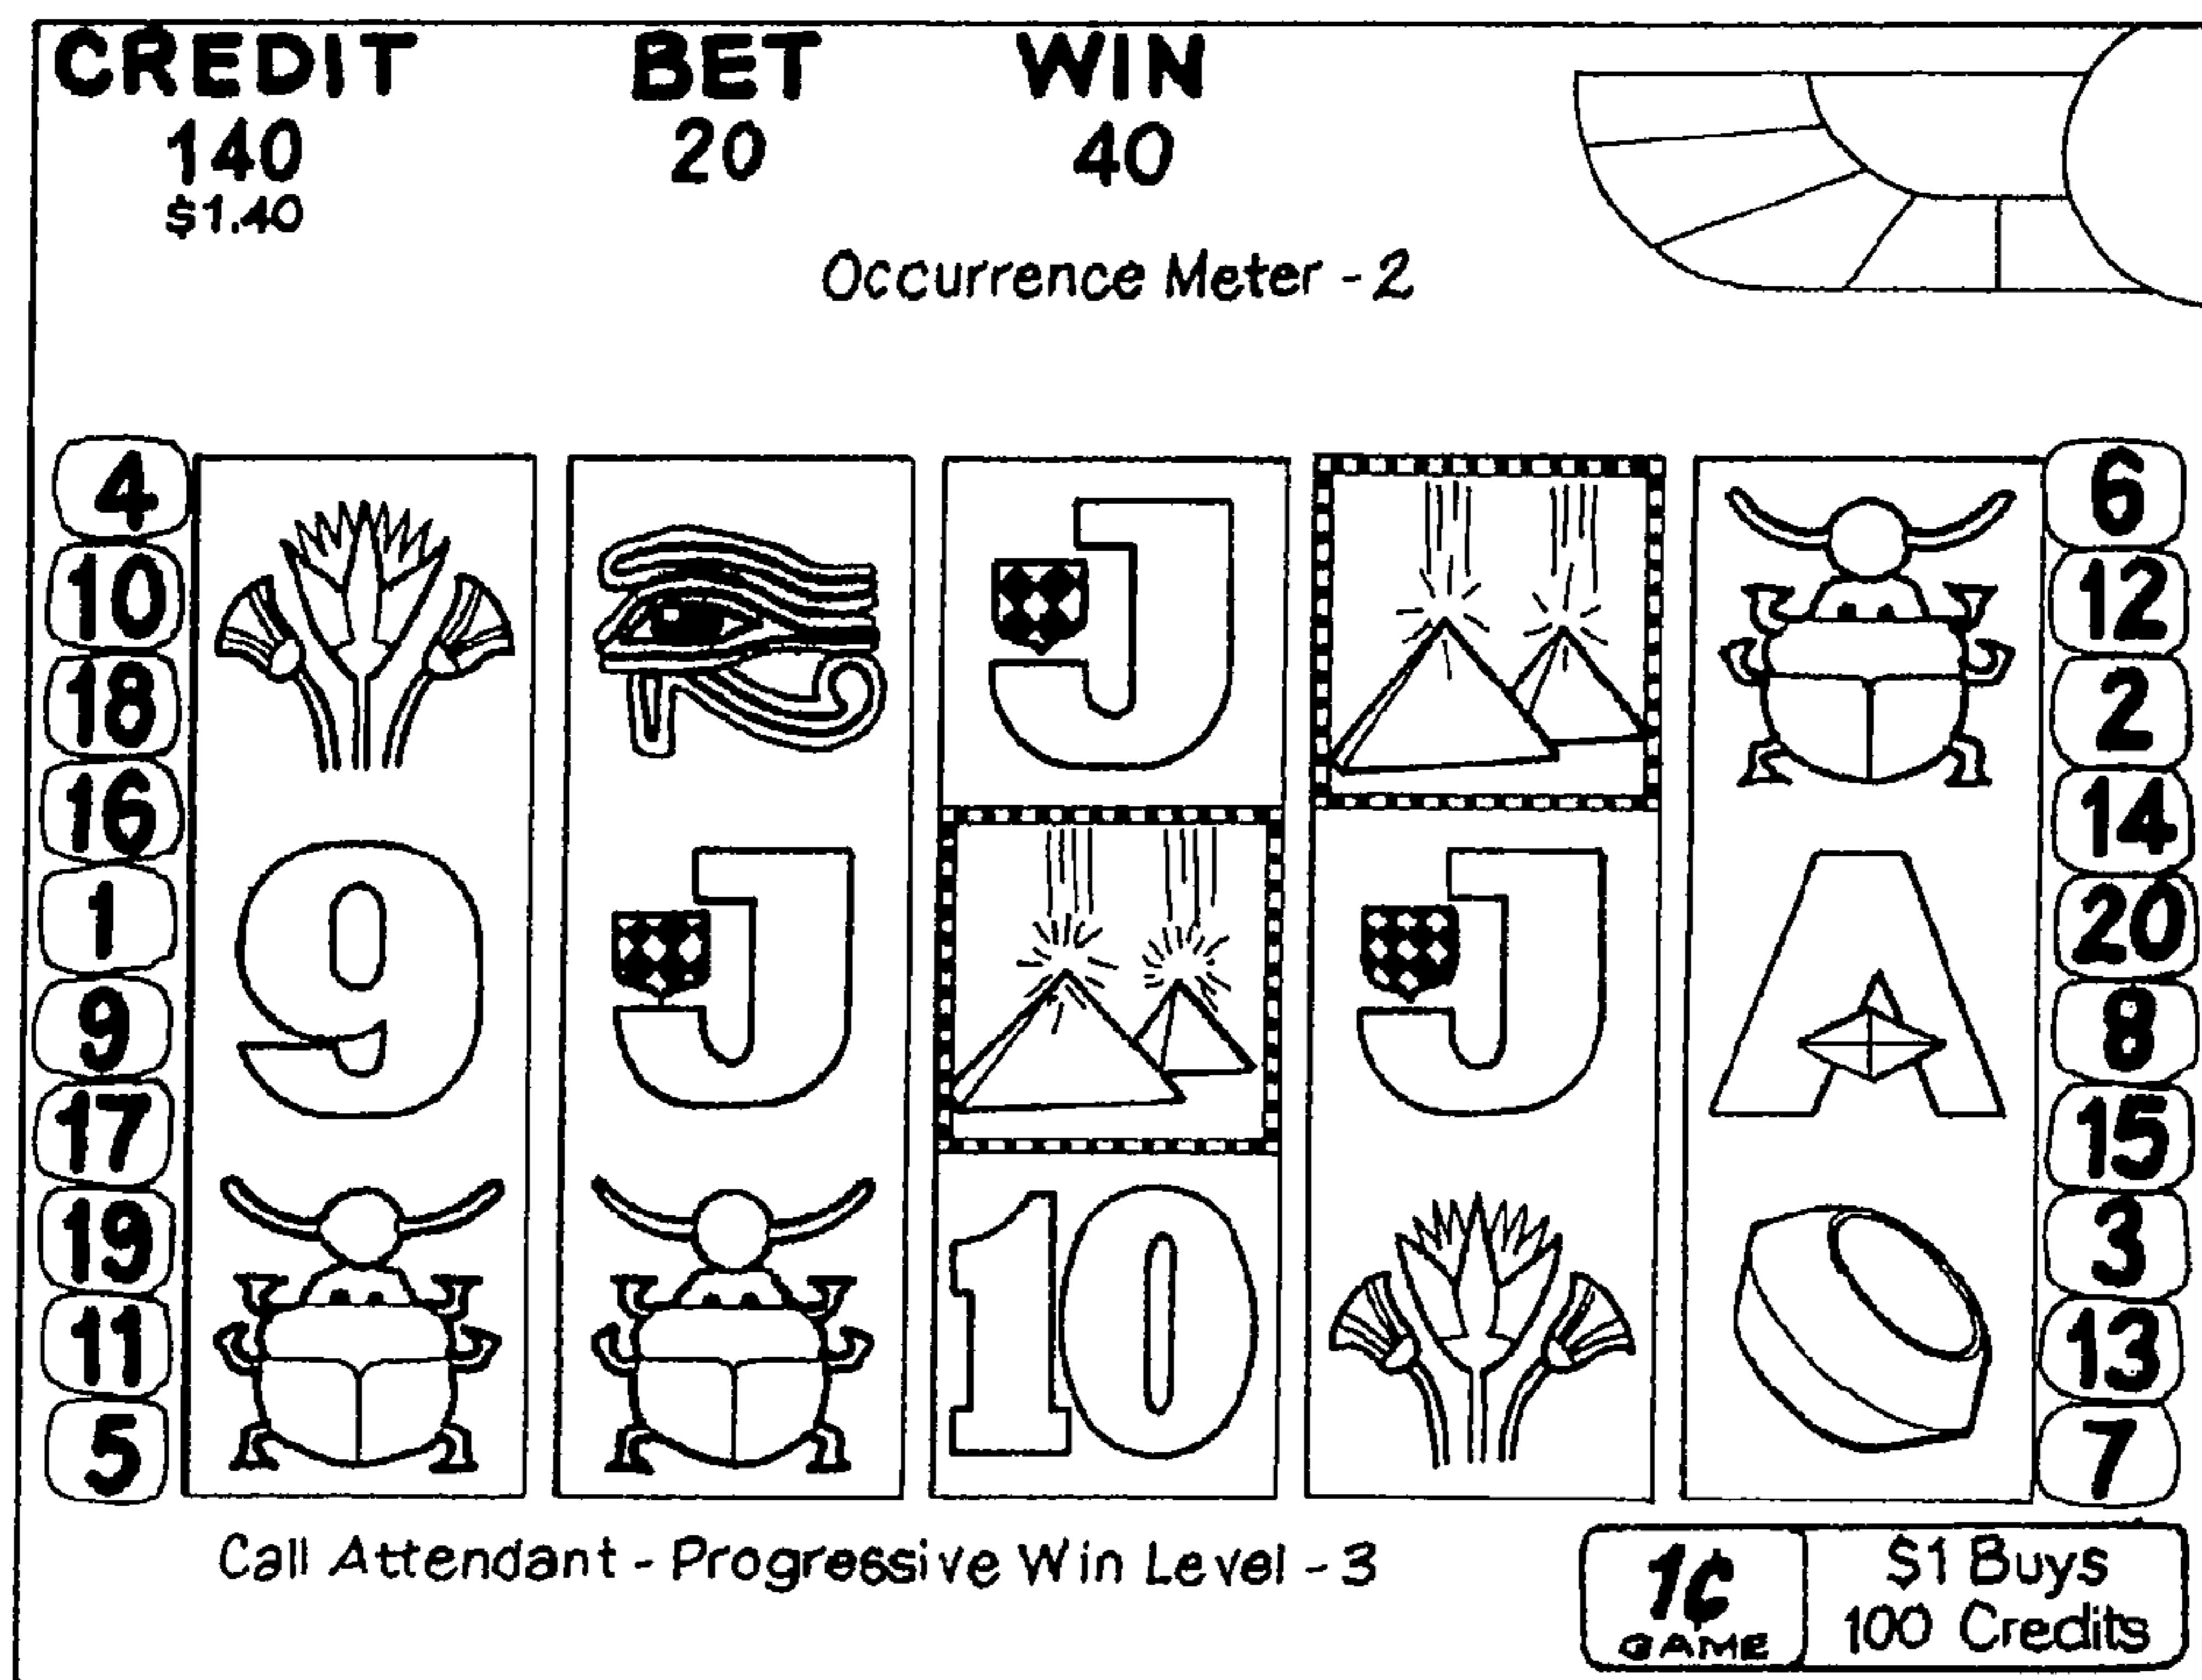 CREDIT BET WIN
140 20 40
$1.40
Occurrence Meter - 2
4 6
10 12
18 2
J
16 14
1 20
9 J J A
9 8
17 15
19 3
10
11 13
5 7
Call Attendant - Progressive Win Level - 3
1¢ $1 Buys
GAME 100 Credits